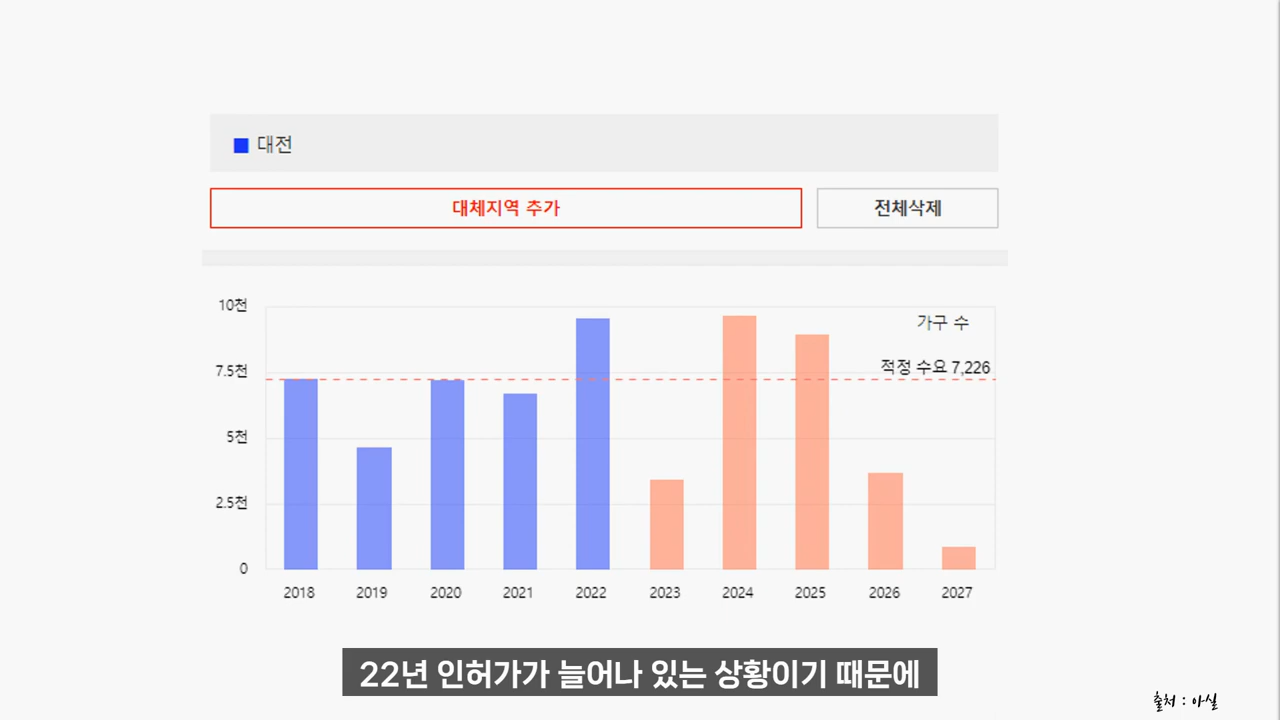 대전
대체지역 추가
전체삭제
10천
가구 수
7.5천
적정 수요 7,226
5천
2.5천
0
2018 2019 2020 2021 2022 2023 2024 2025 2026 2027
22년 인허가가 늘어나 있는 상황이기 때문에
출처 : 아실